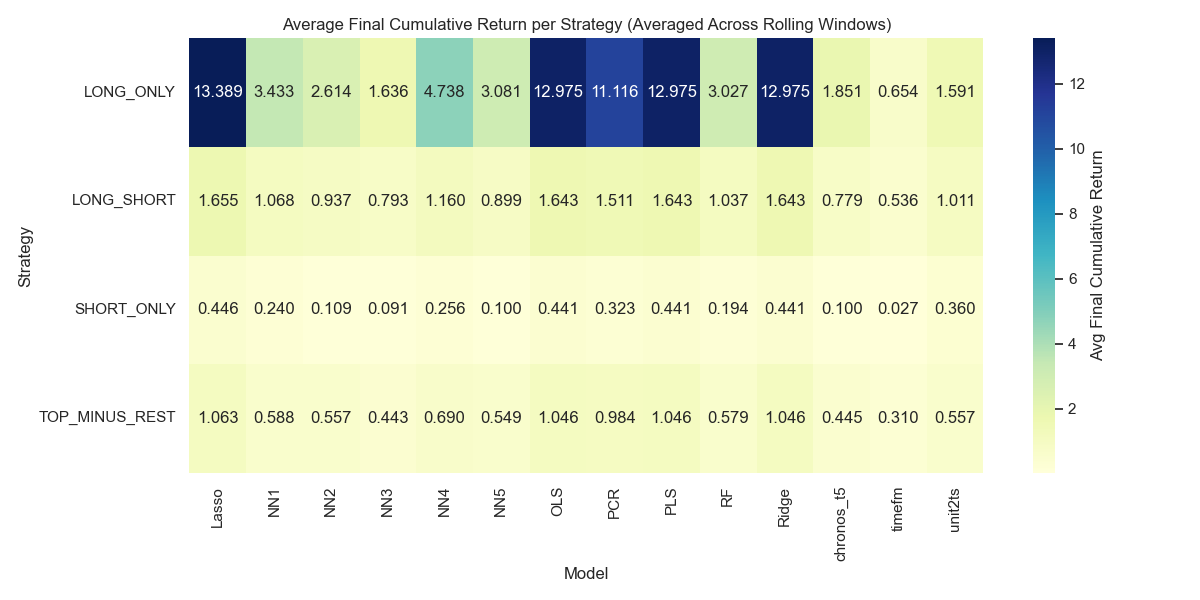 Average Final Cumulative Return per Strategy (Averaged Across Rolling Windows)
LONG_ONLY 13.389 3.433 2.614 1.636 4.738 3.081 12.975 11.116 12.975 3.027 12.975 1.851 0.654 1.591
LONG_SHORT 1.655 1.068 0.937 0.793 1.160 0.899 1.643 1.511 1.643 1.037 1.643 0.779 0.536 1.011
SHORT_ONLY 0.446 0.240 0.109 0.091 0.256 0.100 0.441 0.323 0.441 0.194 0.441 0.100 0.027 0.360
TOP_MINUS_REST 1.063 0.588 0.557 0.443 0.690 0.549 1.046 0.984 1.046 0.579 1.046 0.445 0.310 0.557
Strategy
Lasso NN1 NN2 NN3 NN4 NN5 OLS PCR PLS RF Ridge chronos_t5 timefm unit2ts
Model
12
10
8
6
4
2
Avg Final Cumulative Return